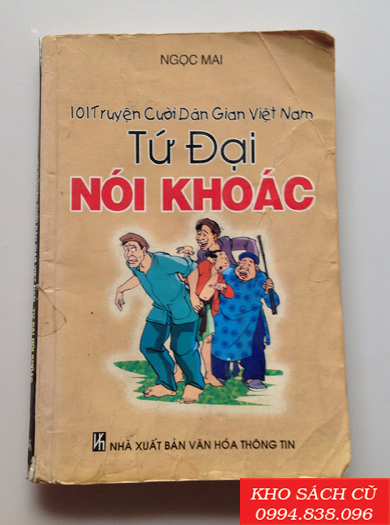 NGỌC MAI
101 Truyện Cười Dân Gian Việt Nam
Tứ Đại
NÓI KHOÁC
NHÀ XUẤT BẢN VĂN HÓA THÔNG TIN
KHO SÁCH CŨ
0994.838.096